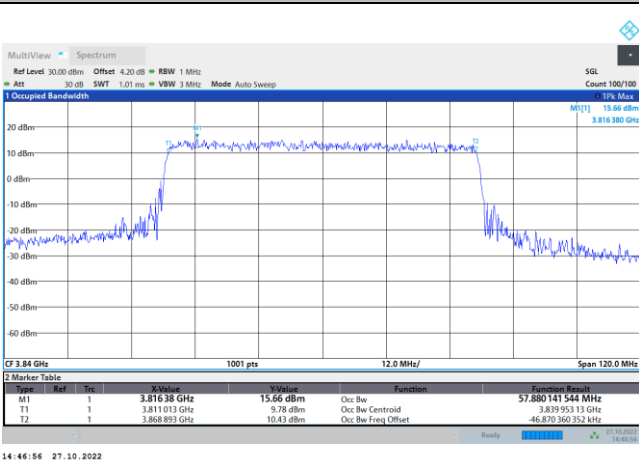 MultiView Spectrum
Ref Level 30.00 dBm Offset 4.20 dB RBW 1 MHz SGL
Att 30 dB SWT 1.01 ms VBW 3 MHz Mode Auto Sweep Count 100/100
1 Occupied Bandwidth 1Pk Max
M1[1] 15.66 dBm
3.816 380 GHz
M1
T1
T2
20 dBm
10 dBm
0 dBm
-10 dBm
-20 dBm
-30 dBm
-40 dBm
-50 dBm
-60 dBm
CF 3.84 GHz 1001 pts 12.0 MHz/ Span 120.0 MHz
2 Marker Table
Type Ref Trc X-Value Y-Value Function Function Result
M1 1 3.816 38 GHz 15.66 dBm Occ Bw 57.880 141 544 MHz
T1 1 3.811 013 GHz 9.78 dBm Occ Bw Centroid 3.839 953 13 GHz
T2 1 3.868 893 GHz 10.43 dBm Occ Bw Freq Offset -46.870 360 352 kHz
Ready 27.10.2022
14:46:56
14:46:56 27.10.2022